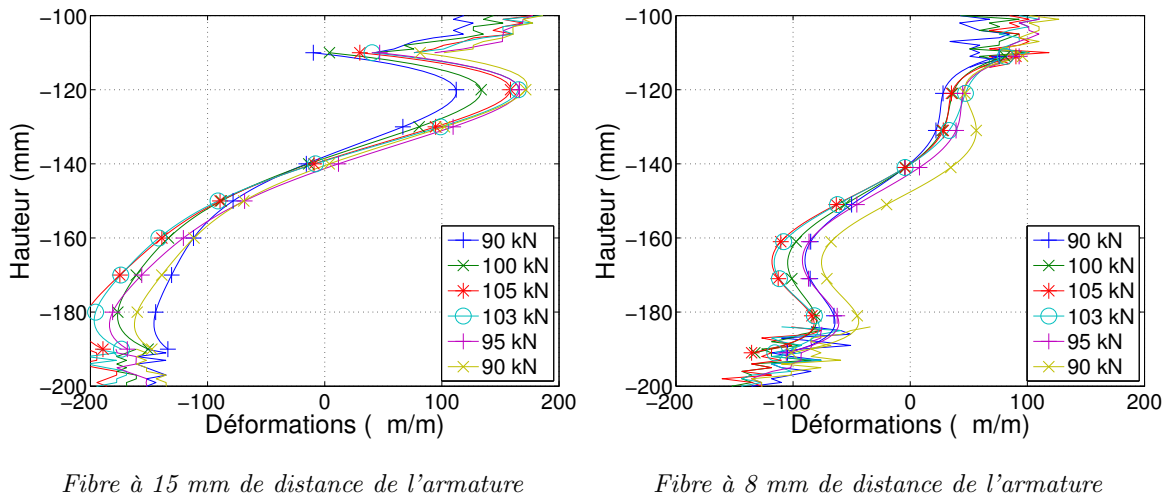 −100
−120
−140
−160
−180
−200
Hauteur (mm)
−200 −100 0 100 200
Déformations ( m/m)
90 kN
100 kN
105 kN
103 kN
95 kN
90 kN
Fibre à 15 mm de distance de l'armature
−100
−120
−140
−160
−180
−200
Hauteur (mm)
−200 −100 0 100 200
Déformations ( m/m)
90 kN
100 kN
105 kN
103 kN
95 kN
90 kN
Fibre à 8 mm de distance de l'armature